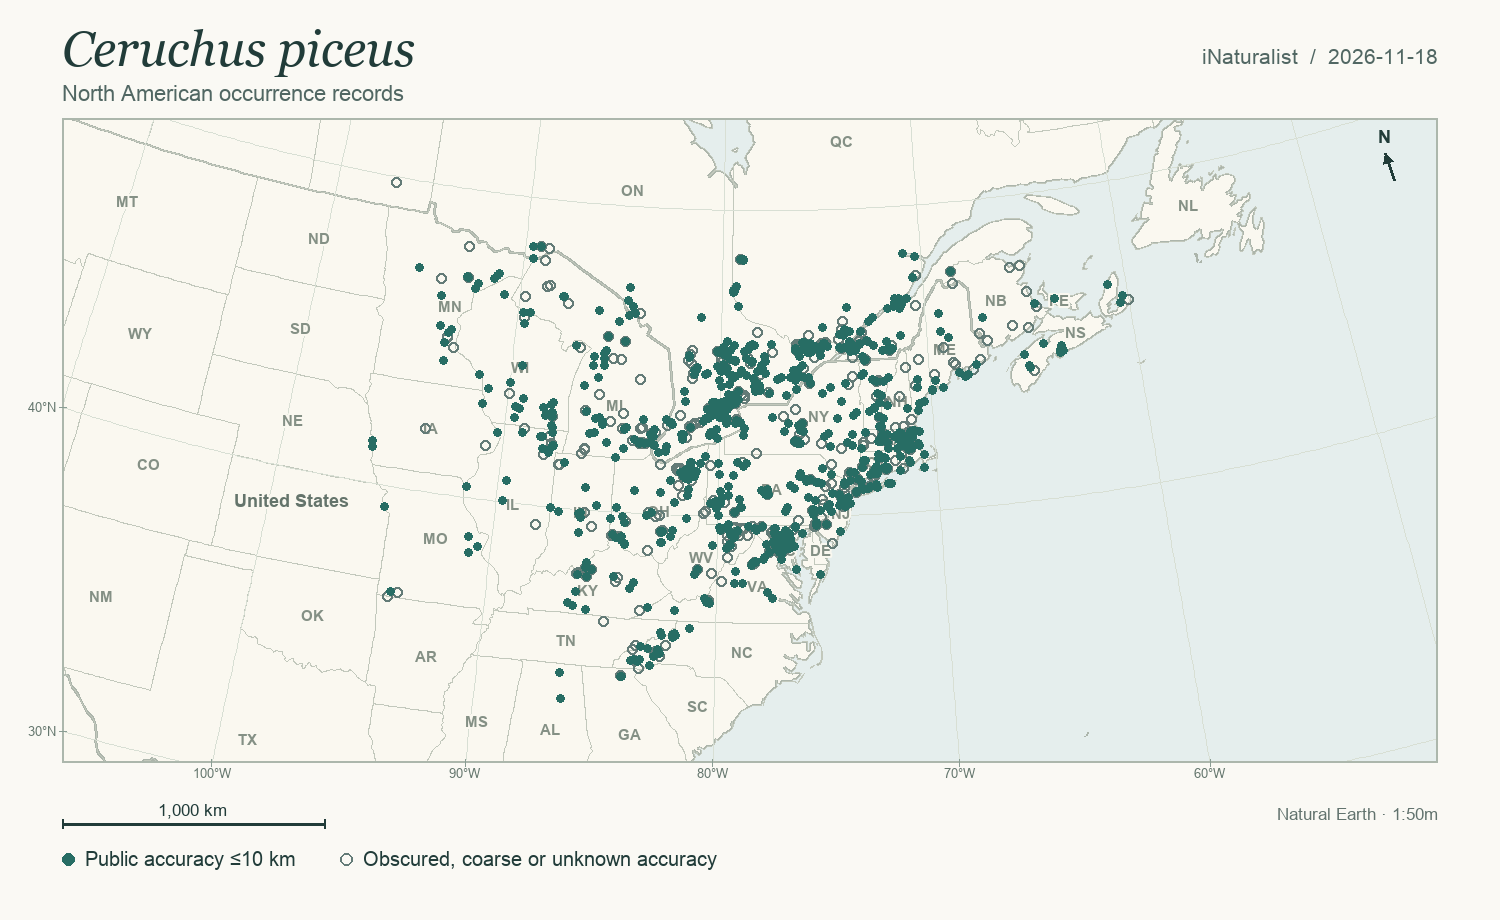 Ceruchus piceus
iNaturalist / 2026-11-18
North American occurrence records
N
QC
ON
MT
NL
ND
MN
NB
PE
WY
SD
NS
ME
WI
MI
NH
40°N
NE
NY
IA
CO
PA
United States
IL
OH
NJ
MO
DE
WV
KY
VA
NM
OK
TN
NC
AR
SC
MS
AL
GA
30°N
TX
100°W
90°W
80°W
70°W
60°W
1,000 km
Natural Earth · 1:50m
Public accuracy ≤10 km
Obscured, coarse or unknown accuracy